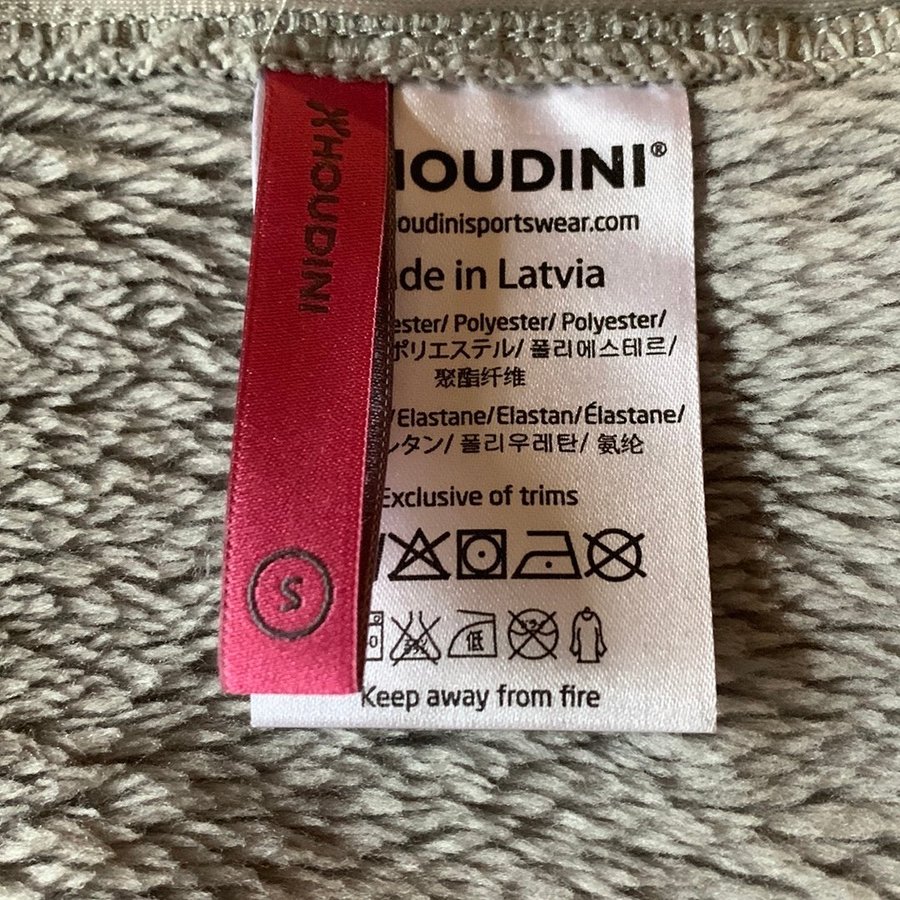 HOUDINI
S
HOUDINI®
houdinisportswear.com
Made in Latvia
Polyester/ Polyester/ Polyester/
ポリエステル/ 폴리에스테르/
聚酯纤维
/ Elastane/Elastan/Élastane/
レタン/ 폴리우레탄/ 氨纶
Exclusive of trims
低
Keep away from fire